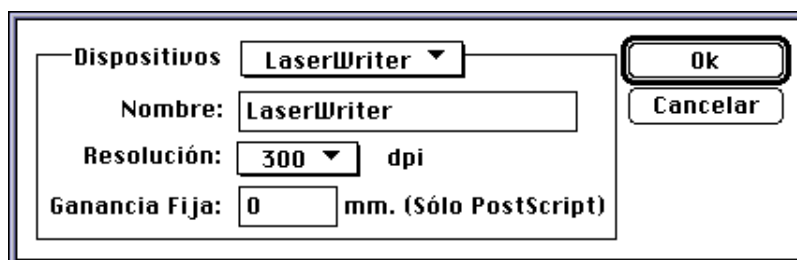 Dispositivos LaserWriter Ok
Nombre: LaserWriter Cancelar
Resolución: 300 dpi
Ganancia Fija: 0 mm. (Sólo PostScript)